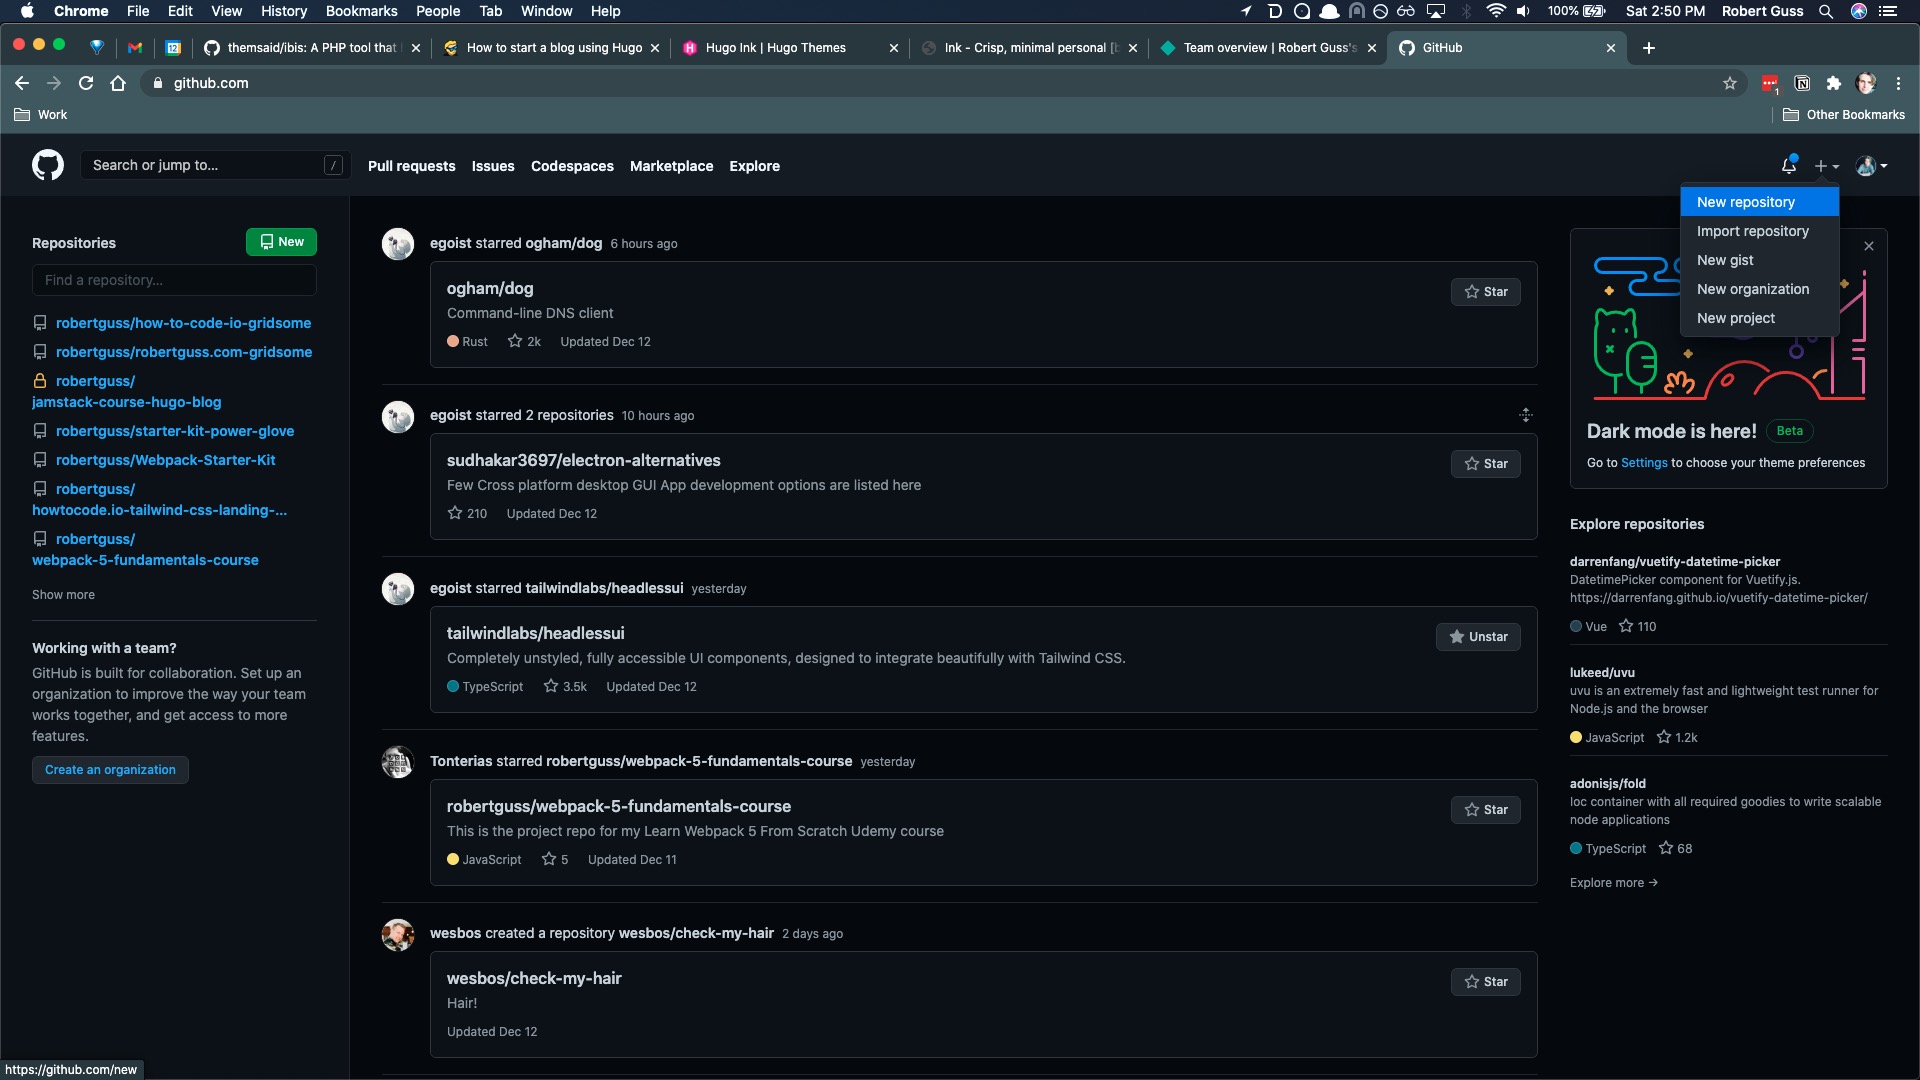 Chrome File Edit View History Bookmarks People Tab Window Help
100% Sat 2:50 PM Robert Guss
12 themsaid/ibis: A PHP tool that How to start a blog using Hugo Hugo Ink | Hugo Themes Ink - Crisp, minimal personal [b Team overview | Robert Guss's GitHub
github.com
1
Work
Other Bookmarks
Search or jump to... /
Pull requests Issues Codespaces Marketplace Explore
New repository
Import repository
New gist
New organization
New project
Repositories
New
Find a repository...
robertguss/how-to-code-io-gridsome
robertguss/robertguss.com-gridsome
robertguss/
jamstack-course-hugo-blog
robertguss/starter-kit-power-glove
robertguss/Webpack-Starter-Kit
robertguss/
howtocode.io-tailwind-css-landing-...
robertguss/
webpack-5-fundamentals-course
Show more
Working with a team?
GitHub is built for collaboration. Set up an
organization to improve the way your team
works together, and get access to more
features.
Create an organization
egoist starred ogham/dog 6 hours ago
ogham/dog
Star
Command-line DNS client
Rust 2k Updated Dec 12
egoist starred 2 repositories 10 hours ago
sudhakar3697/electron-alternatives
Star
Few Cross platform desktop GUI App development options are listed here
210 Updated Dec 12
egoist starred tailwindlabs/headlessui yesterday
tailwindlabs/headlessui
Unstar
Completely unstyled, fully accessible UI components, designed to integrate beautifully with Tailwind CSS.
TypeScript 3.5k Updated Dec 12
Tonterias starred robertguss/webpack-5-fundamentals-course yesterday
robertguss/webpack-5-fundamentals-course
Star
This is the project repo for my Learn Webpack 5 From Scratch Udemy course
JavaScript 5 Updated Dec 11
wesbos created a repository wesbos/check-my-hair 2 days ago
wesbos/check-my-hair
Star
Hair!
Updated Dec 12
Dark mode is here! Beta
Go to Settings to choose your theme preferences
Explore repositories
darrenfang/vuetify-datetime-picker
DatetimePicker component for Vuetify.js.
https://darrenfang.github.io/vuetify-datetime-picker/
Vue 110
lukeed/uvu
uvu is an extremely fast and lightweight test runner for
Node.js and the browser
JavaScript 1.2k
adonisjs/fold
Ioc container with all required goodies to write scalable
node applications
TypeScript 68
Explore more →
https://github.com/new